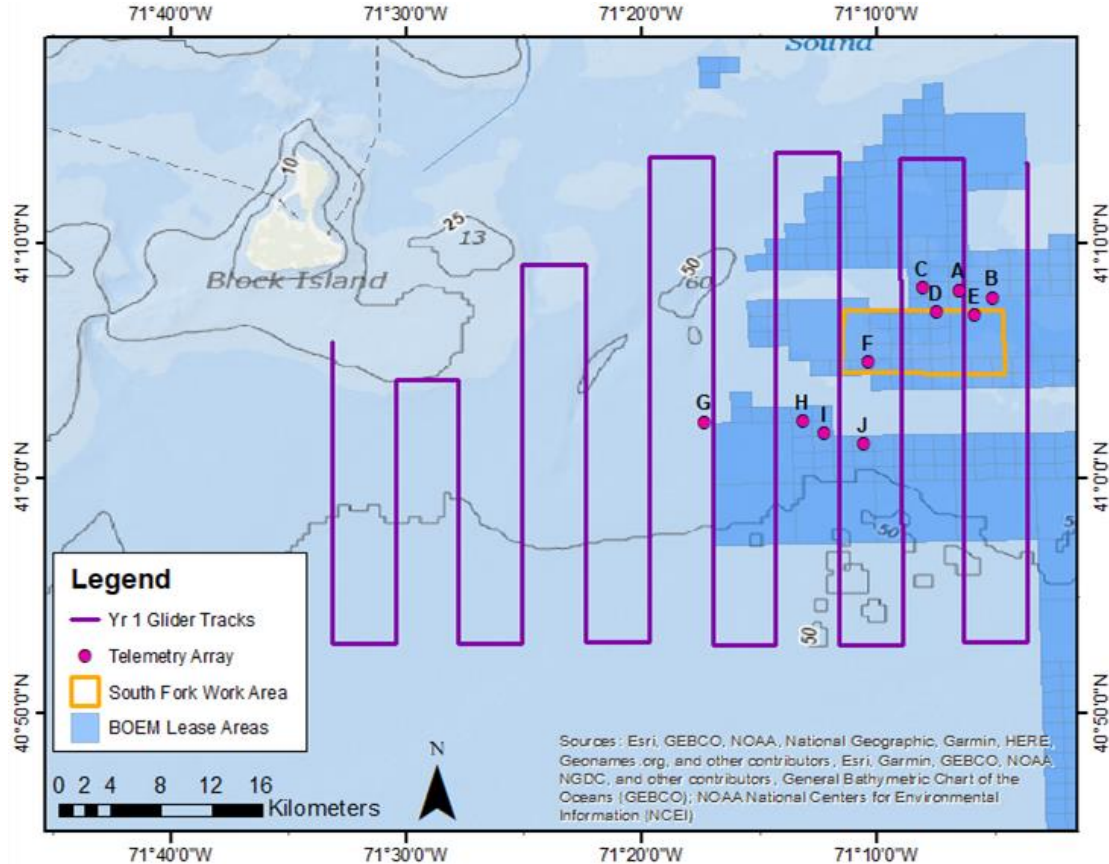 71°40'0"W 71°30'0"W 71°20'0"W 71°10'0"W
Sound
10
41°10'0"N
25
13
Block Island
50
60
41°10'0"N
C A B
D E
F
G H I J
41°0'0"N
41°0'0"N
50
50
50
Legend
Yr 1 Glider Tracks
Telemetry Array
South Fork Work Area
BOEM Lease Areas
40°50'0"N
40°50'0"N
N
0 2 4 8 12 16
Kilometers
Sources: Esri, GEBCO, NOAA, National Geographic, Garmin, HERE,
Geonames.org, and other contributors, Esri, Garmin, GEBCO, NOAA
NGDC, and other contributors, General Bathymetric Chart of the
Oceans (GEBCO); NOAA National Centers for Environmental
Information (NCEI)
71°40'0"W 71°30'0"W 71°20'0"W 71°10'0"W